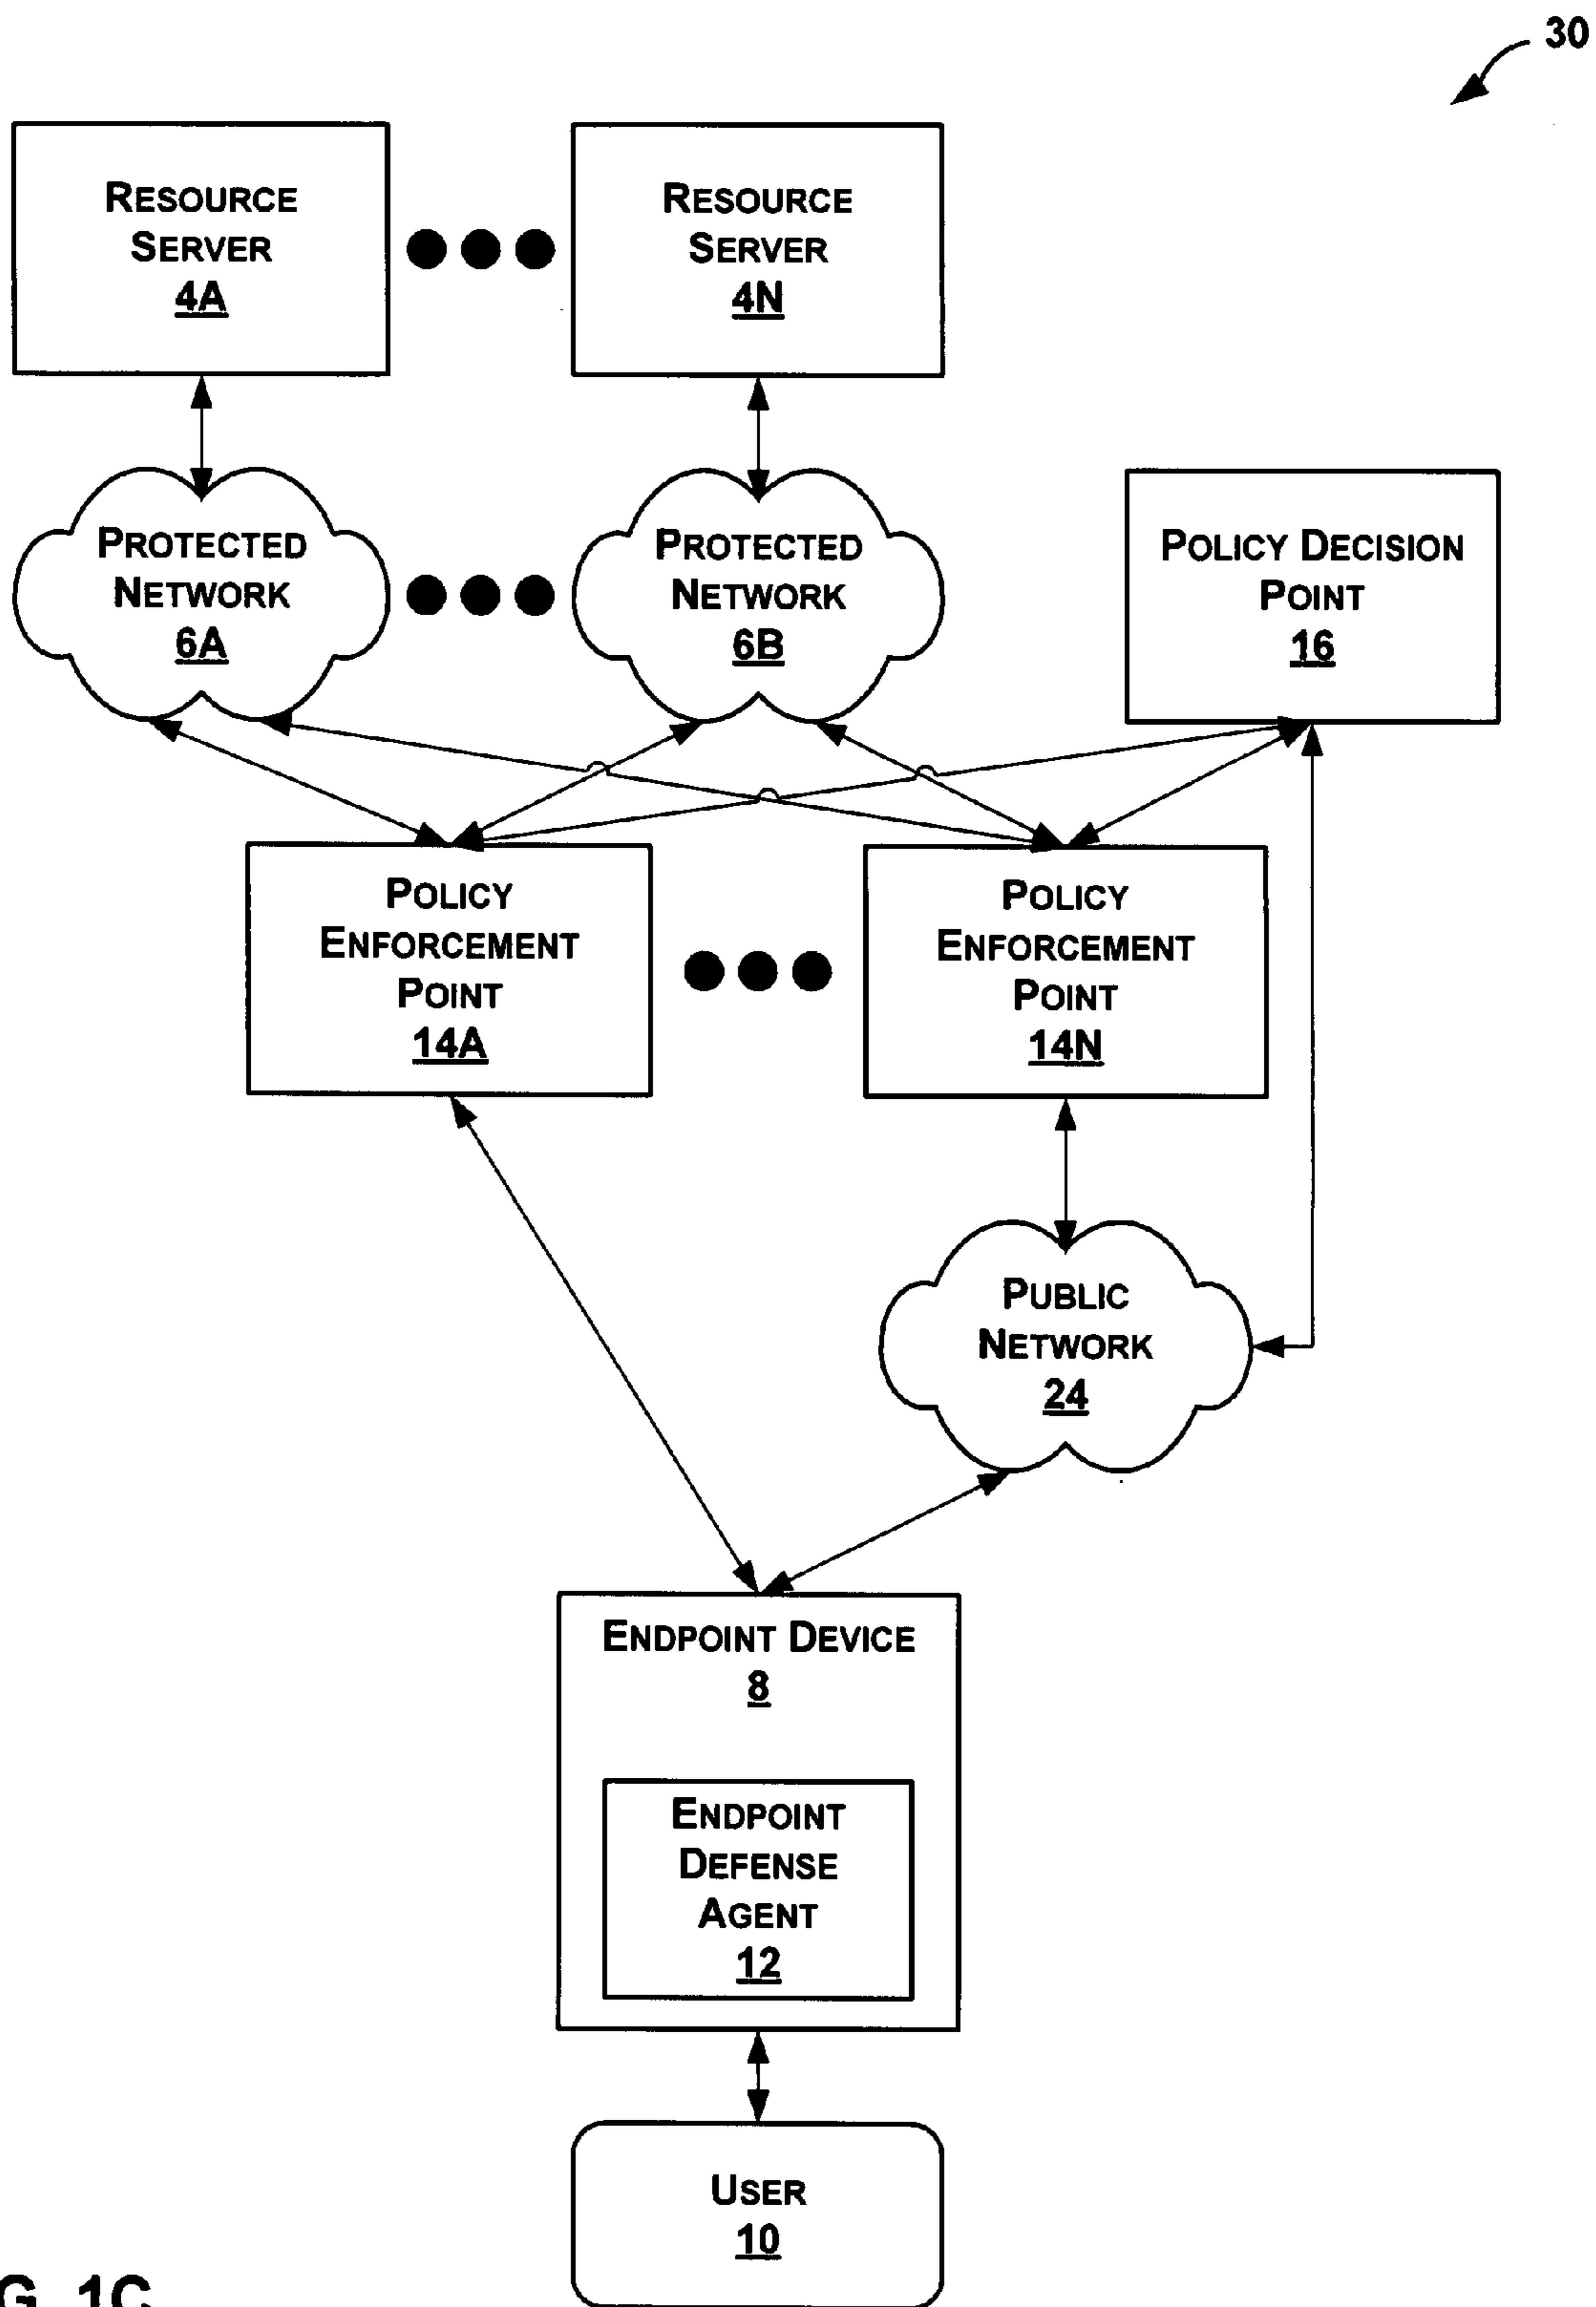 30
RESOURCE
SERVER
4A
RESOURCE
SERVER
4N
PROTECTED
NETWORK
6A
PROTECTED
NETWORK
6B
POLICY DECISION
POINT
16
POLICY
ENFORCEMENT
POINT
14A
POLICY
ENFORCEMENT
POINT
14N
PUBLIC
NETWORK
24
ENDPOINT DEVICE
8
ENDPOINT
DEFENSE
AGENT
12
USER
10
G. 1C